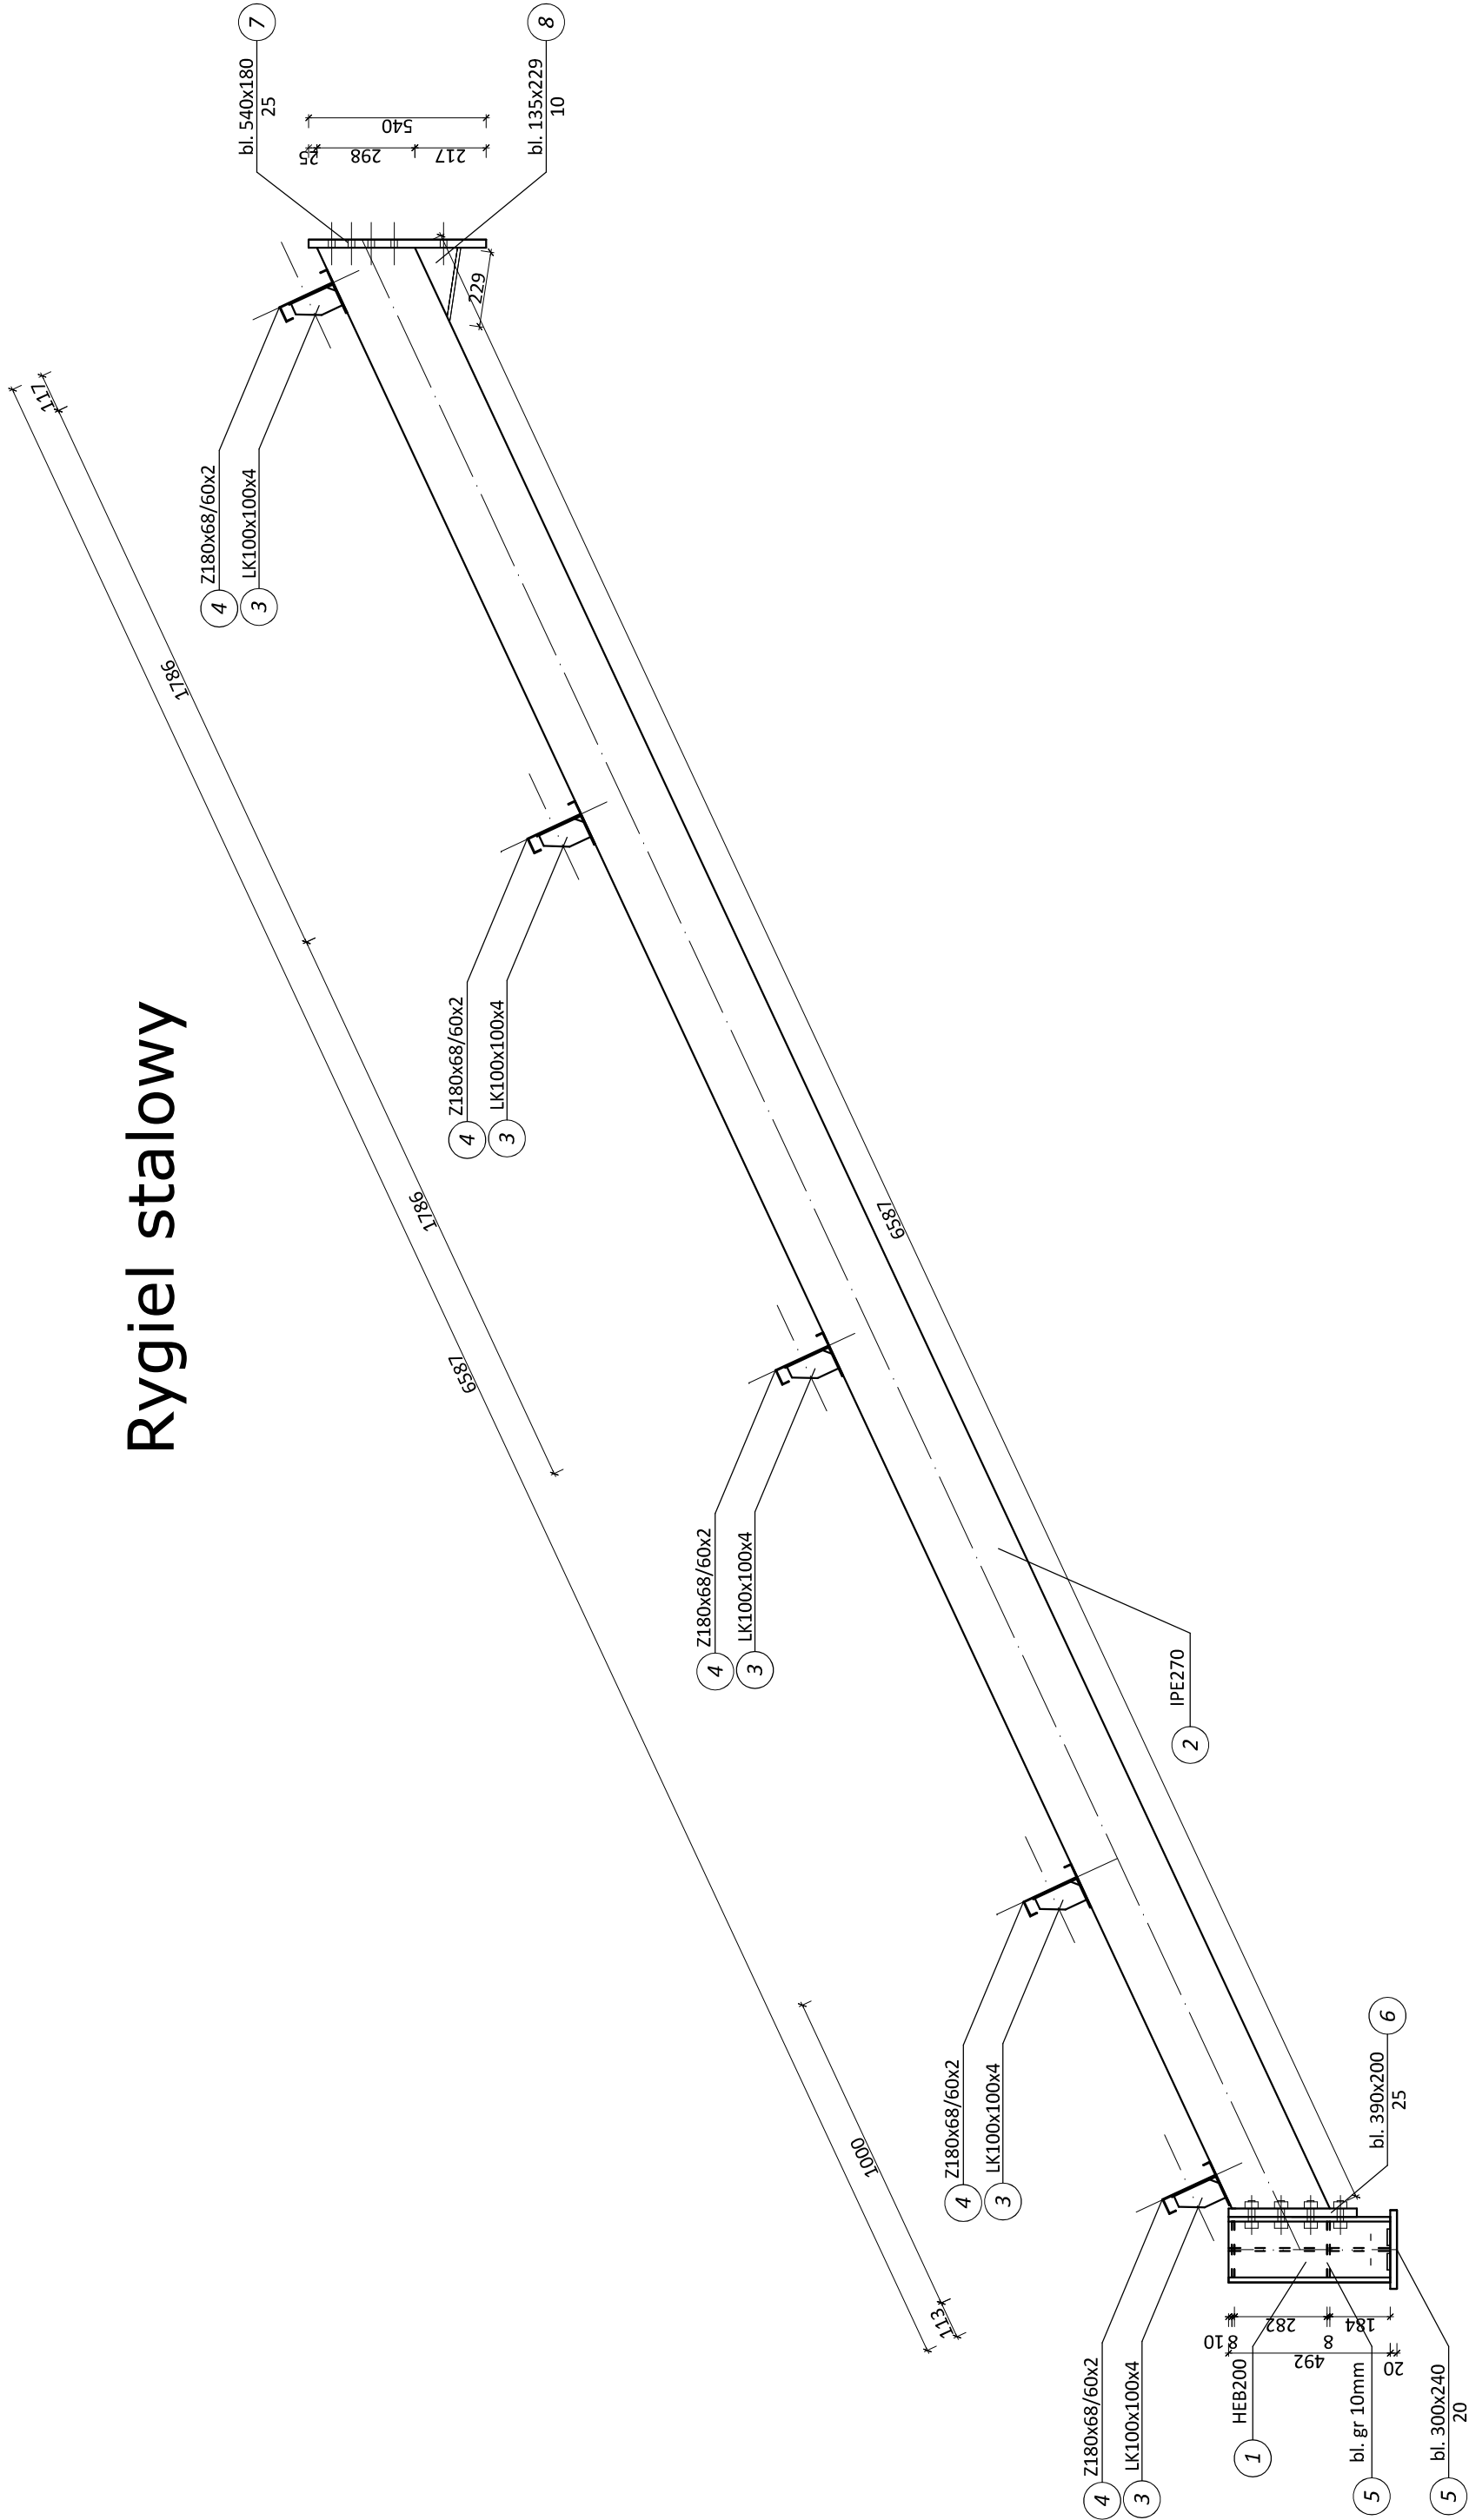 Rygiel stalowy
7
bl. 540x180
25
8
bl. 135x229
10
540
25
298
217
229
117
1786
1786
6587
1000
113
6587
4
Z180x68/60x2
3
LK100x100x4
4
Z180x68/60x2
3
LK100x100x4
4
Z180x68/60x2
3
LK100x100x4
4
Z180x68/60x2
3
LK100x100x4
4
Z180x68/60x2
3
LK100x100x4
2
IPE270
6
bl. 390x200
25
10
8
282
8
184
492
20
1
HEB200
5
bl. gr 10mm
5
bl. 300x240
20